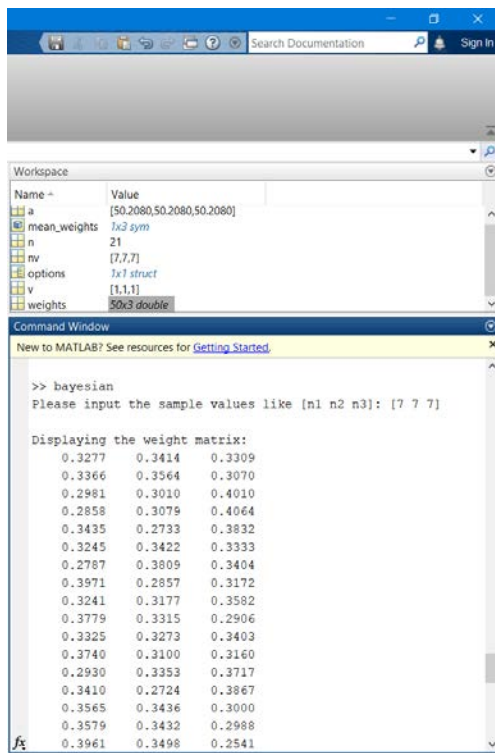 Search Documentation Sign In
Workspace
Name Value
a [50.2080,50.2080,50.2080]
mean_weights 1x3 sym
n 21
nv [7,7,7]
options 1x1 struct
v [1,1,1]
weights 50x3 double
Command Window
New to MATLAB? See resources for Getting Started.
>> bayesian
Please input the sample values like [n1 n2 n3]: [7 7 7]
Displaying the weight matrix:
0.3277 0.3414 0.3309
0.3366 0.3564 0.3070
0.2981 0.3010 0.4010
0.2858 0.3079 0.4064
0.3435 0.2733 0.3832
0.3245 0.3422 0.3333
0.2787 0.3809 0.3404
0.3971 0.2857 0.3172
0.3241 0.3177 0.3582
0.3779 0.3315 0.2906
0.3325 0.3273 0.3403
0.3740 0.3100 0.3160
0.2930 0.3353 0.3717
0.3410 0.2724 0.3867
0.3565 0.3436 0.3000
0.3579 0.3432 0.2988
fx 0.3961 0.3498 0.2541